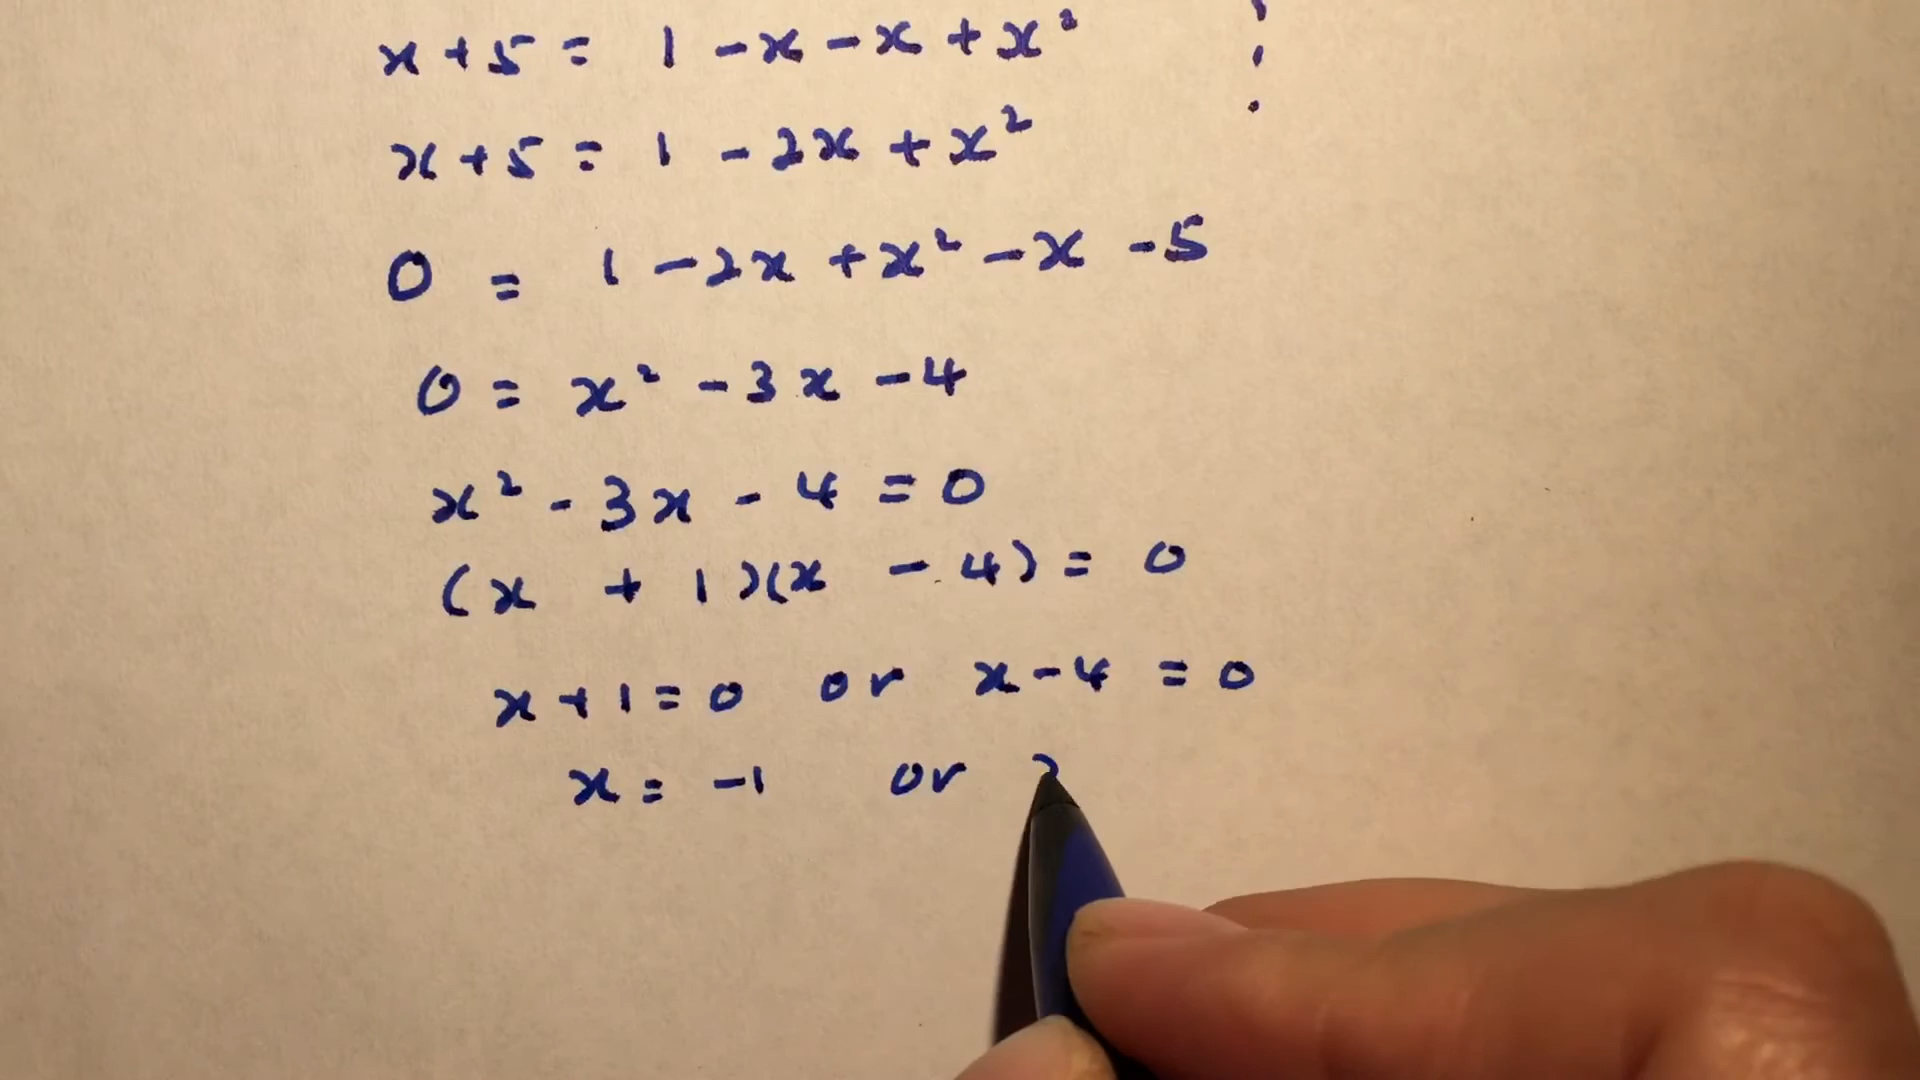 x + 5 = 1 - x - x + x²
x + 5 = 1 - 2x + x²
0 = 1 - 2x + x² - x - 5
0 = x² - 3x - 4
x² - 3x - 4 = 0
(x + 1)(x - 4) = 0
x + 1 = 0 or x - 4 = 0
x = -1 or